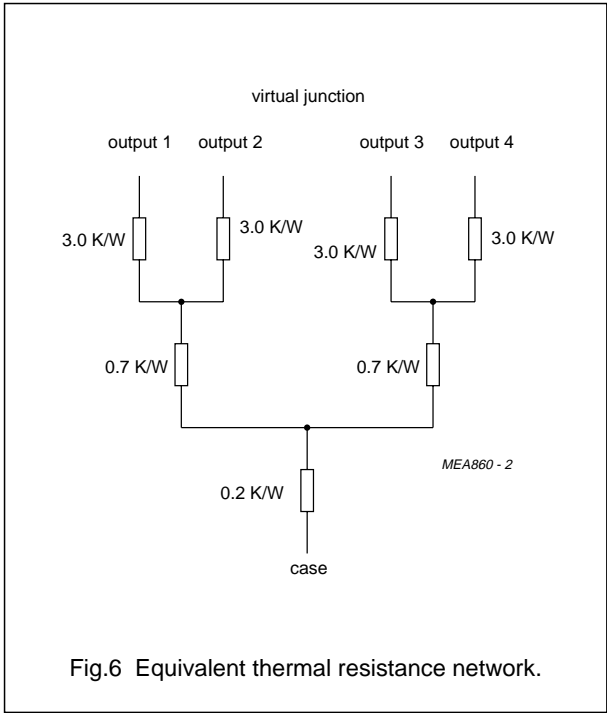 virtual junction
output 1 output 2 output 3 output 4
3.0 K/W 3.0 K/W 3.0 K/W 3.0 K/W
0.7 K/W 0.7 K/W
MEA860 - 2
0.2 K/W
case
Fig.6 Equivalent thermal resistance network.